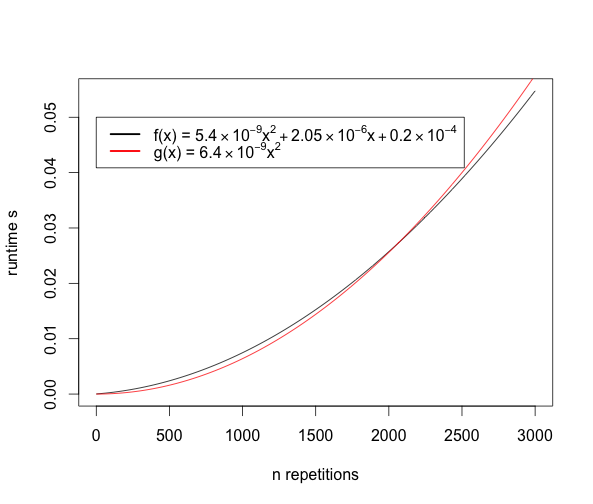 f(x) = 5.4 × 10⁻⁹x² + 2.05 × 10⁻⁶x + 0.2 × 10⁻⁴
g(x) = 6.4 × 10⁻⁹x²
0.05
0.04
0.03
0.02
0.01
0.00
runtime s
0 500 1000 1500 2000 2500 3000
n repetitions